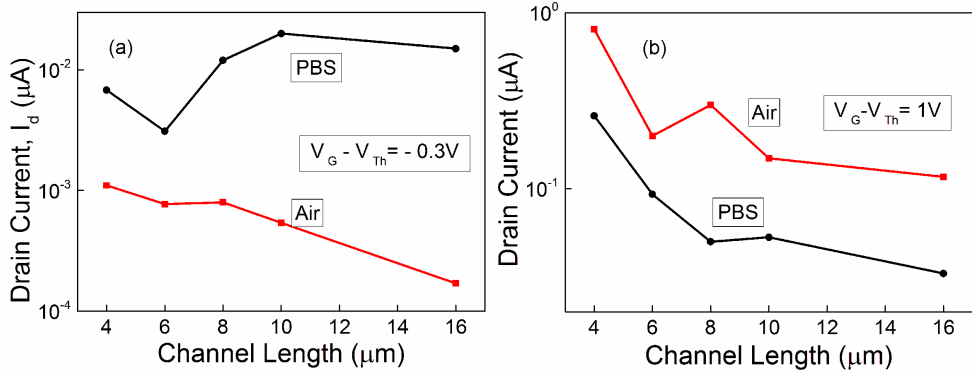 (a)
PBS
V_G - V_Th = - 0.3V
Air
10^-2
10^-3
10^-4
4 6 8 10 12 14 16
Channel Length (μm)
Drain Current, I_d (μA)
(b)
Air
V_G-V_Th = 1V
PBS
10^0
10^-1
4 6 8 10 12 14 16
Channel Length (μm)
Drain Current (μA)